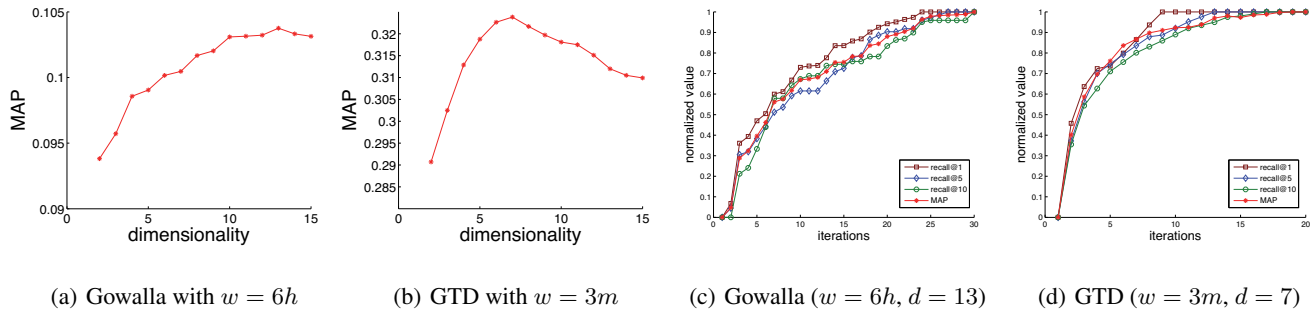 0.105
0.1
0.095
0.09
MAP
0 5 10 15
dimensionality
(a) Gowalla with w = 6h
0.32
0.315
0.31
0.305
0.3
0.295
0.29
0.285
MAP
0 5 10 15
dimensionality
(b) GTD with w = 3m
1
0.9
0.8
0.7
0.6
0.5
0.4
0.3
0.2
0.1
0
normalized value
0 5 10 15 20 25 30
iterations
recall@1
recall@5
recall@10
MAP
(c) Gowalla (w = 6h, d = 13)
1
0.9
0.8
0.7
0.6
0.5
0.4
0.3
0.2
0.1
0
normalized value
0 5 10 15 20
iterations
recall@1
recall@5
recall@10
MAP
(d) GTD (w = 3m, d = 7)